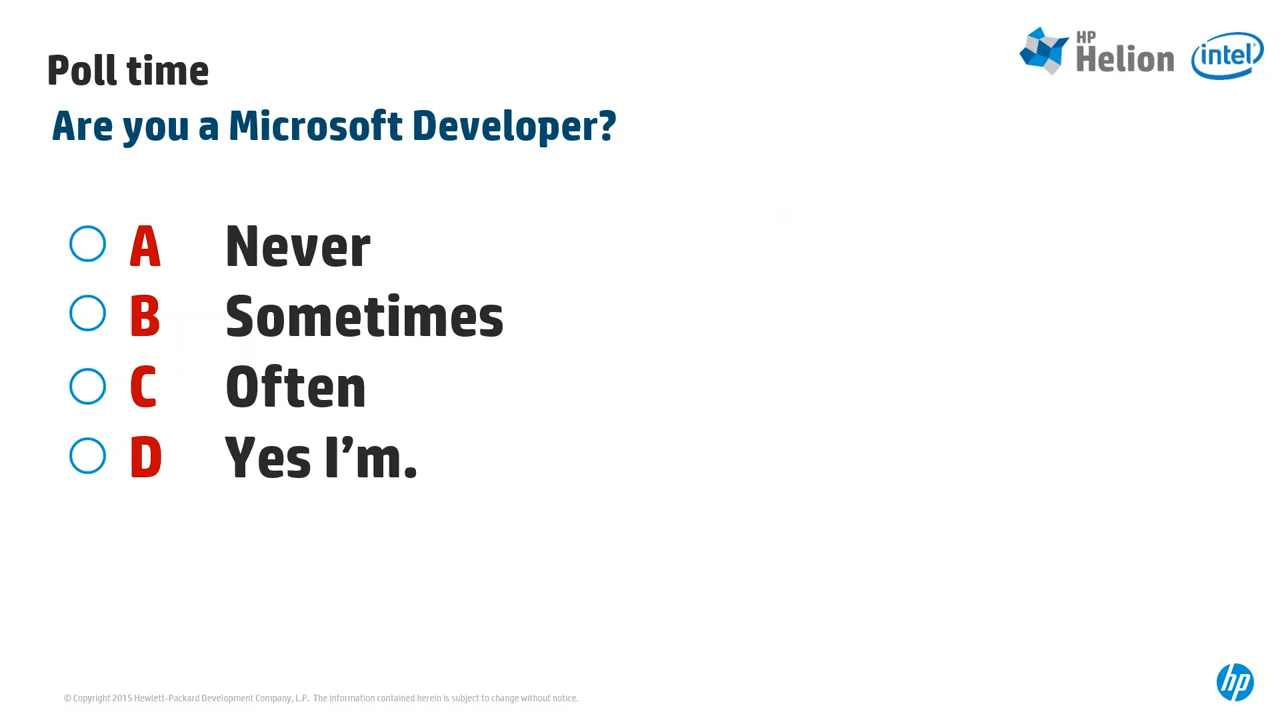 Poll time
Are you a Microsoft Developer?
HP
Helion
intel
A Never
B Sometimes
C Often
D Yes I’m.
© Copyright 2015 Hewlett-Packard Development Company, L.P. The information contained herein is subject to change without notice.
hp